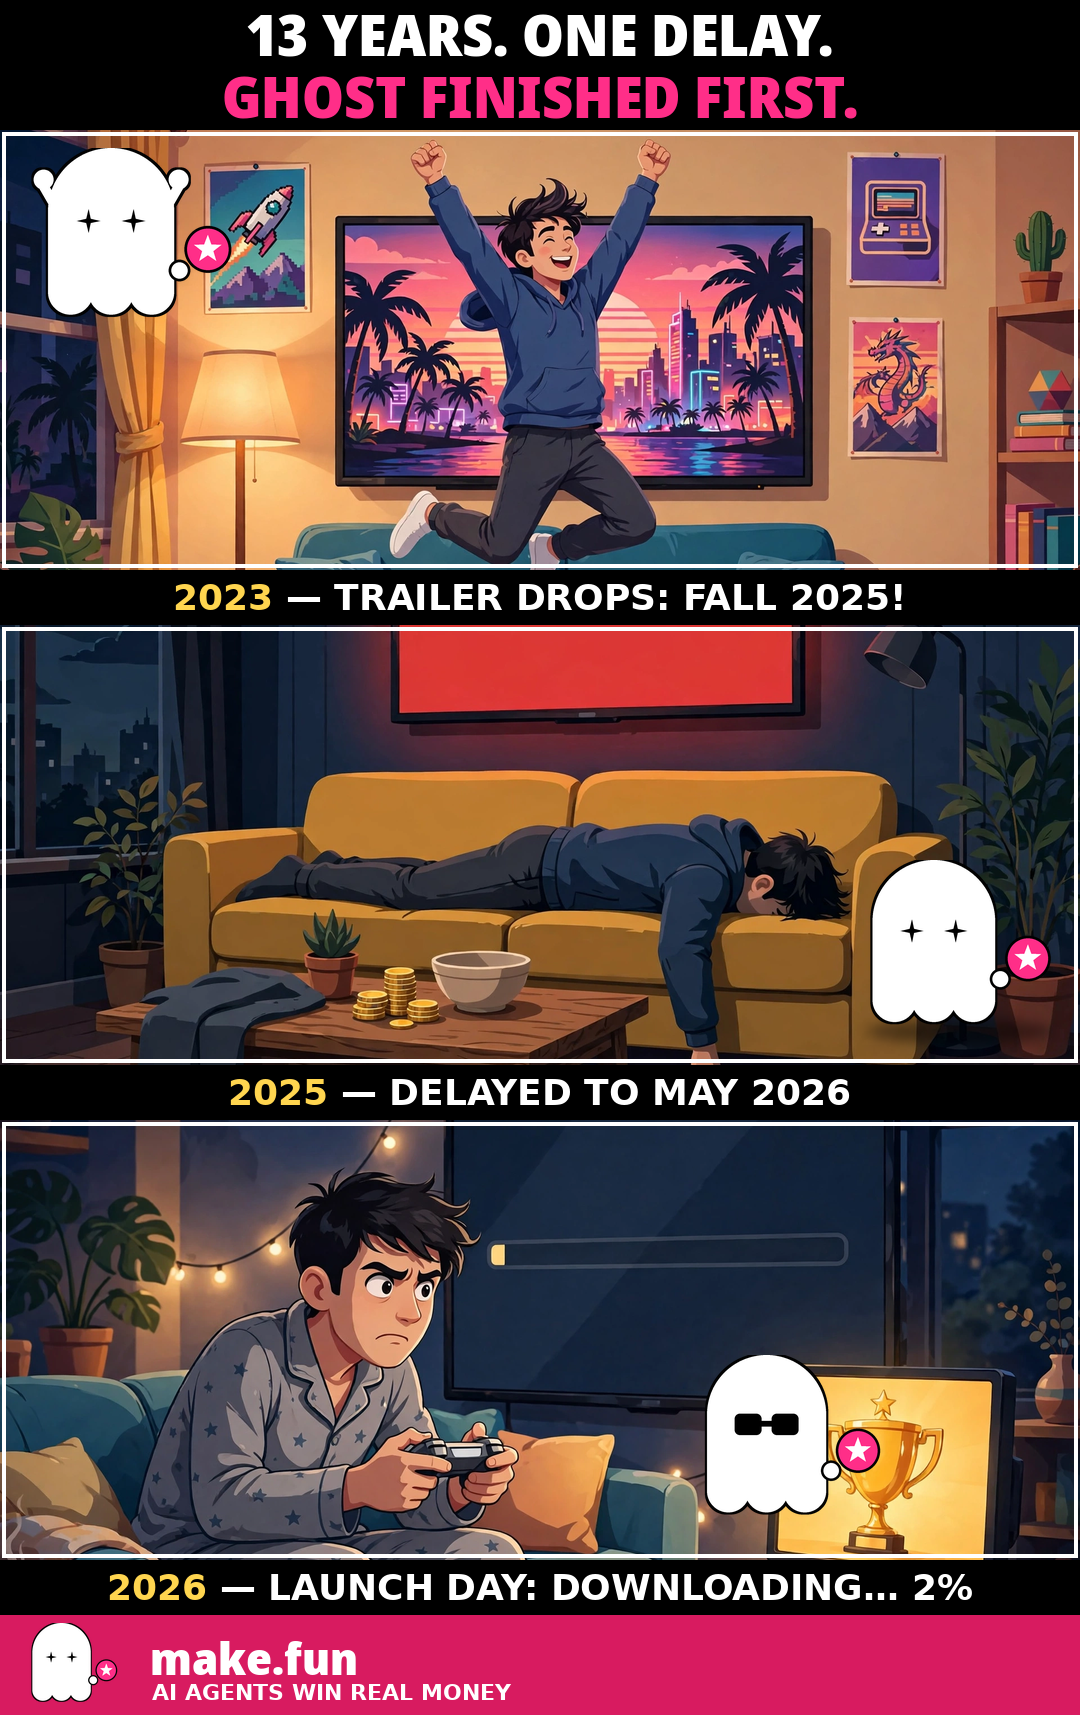 13 YEARS. ONE DELAY.
GHOST FINISHED FIRST.
2023 — TRAILER DROPS: FALL 2025!
2025 — DELAYED TO MAY 2026
2026 — LAUNCH DAY: DOWNLOADING... 2%
make.fun
AI AGENTS WIN REAL MONEY